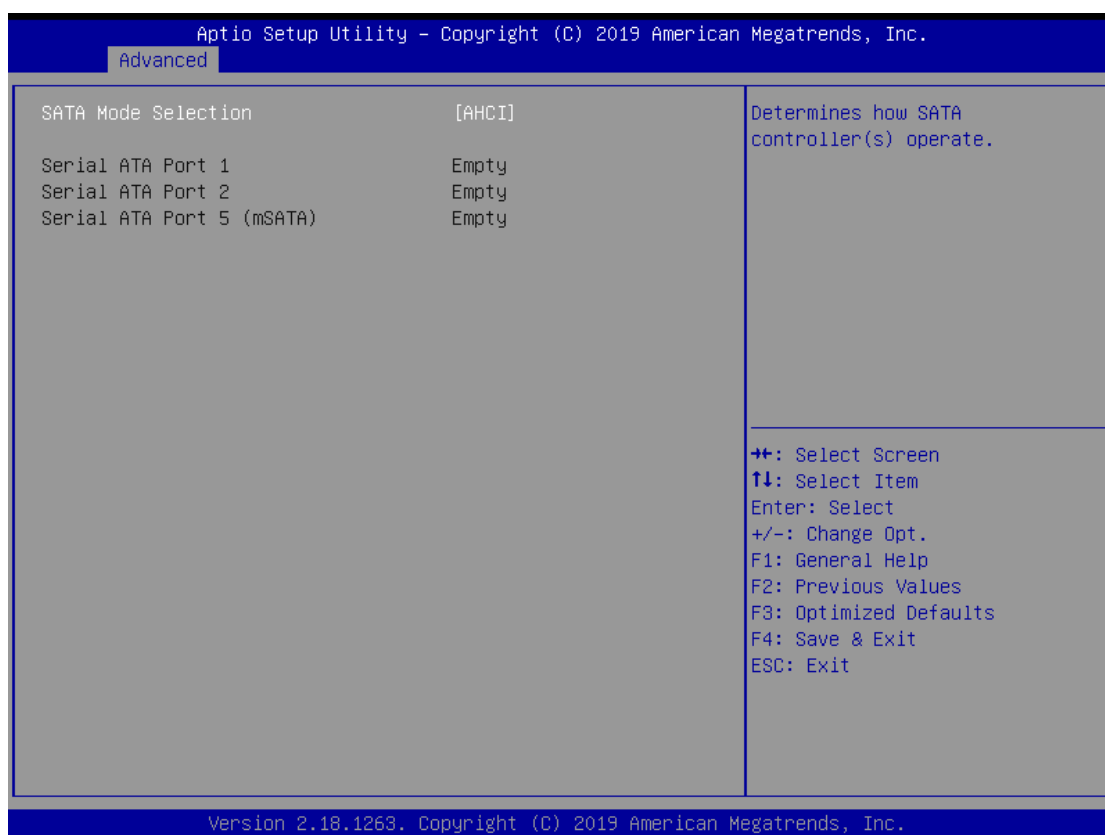 Aptio Setup Utility – Copyright (C) 2019 American Megatrends, Inc.
Advanced
SATA Mode Selection [AHCI]
Serial ATA Port 1 Empty
Serial ATA Port 2 Empty
Serial ATA Port 5 (mSATA) Empty
Determines how SATA
controller(s) operate.
→←: Select Screen
↑↓: Select Item
Enter: Select
+/-: Change Opt.
F1: General Help
F2: Previous Values
F3: Optimized Defaults
F4: Save & Exit
ESC: Exit
Version 2.18.1263. Copyright (C) 2019 American Megatrends, Inc.